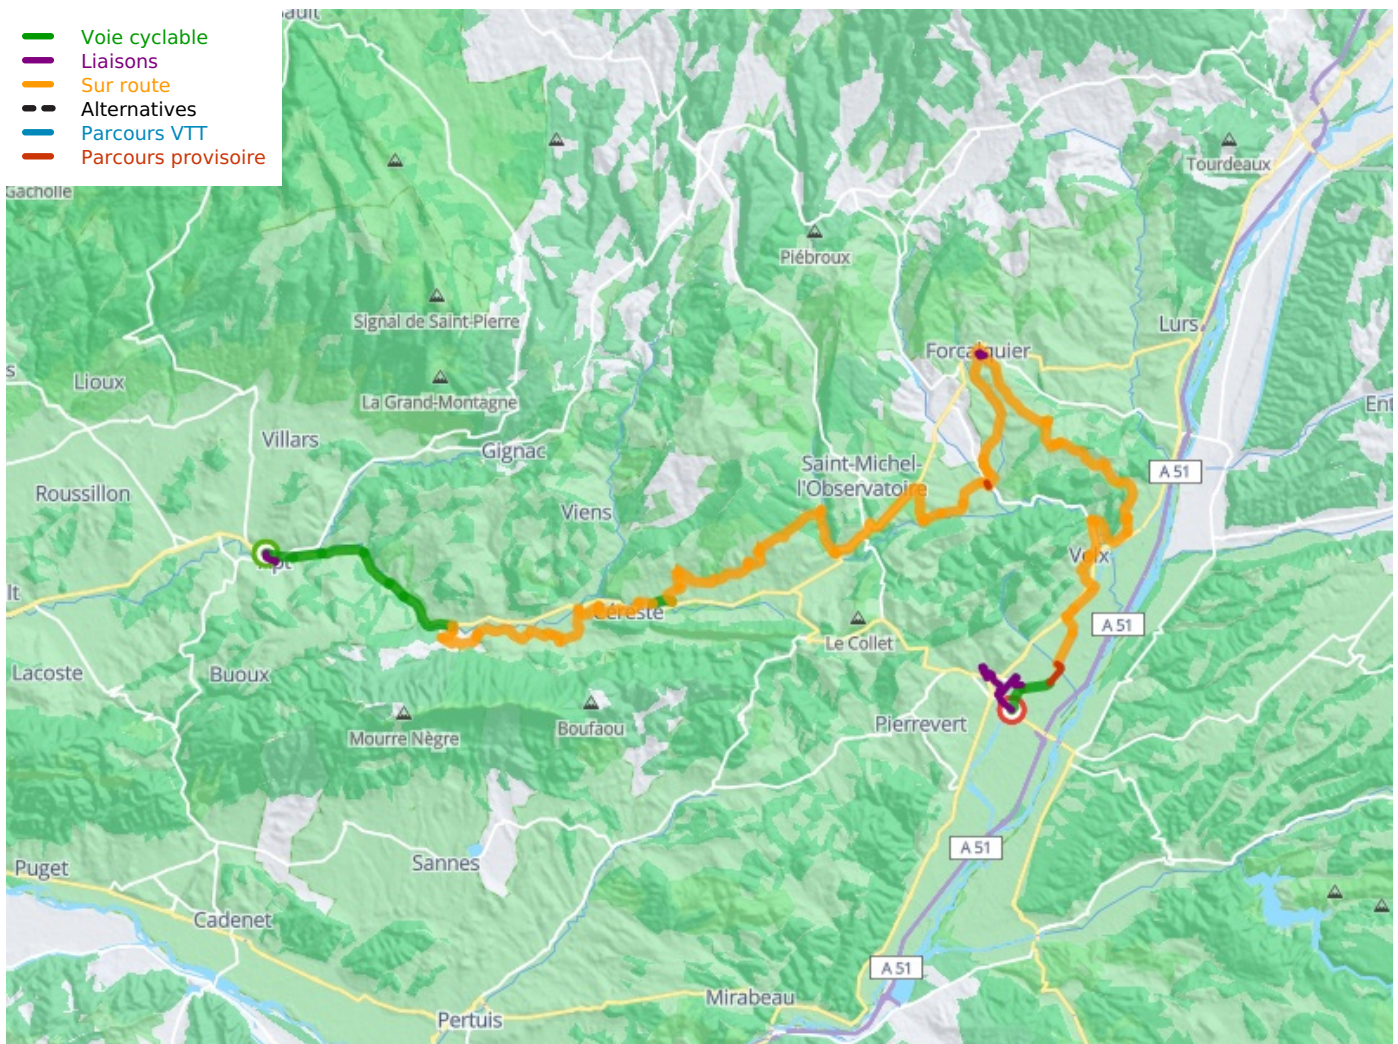 Voie cyclable
Liaisons
Sur route
Alternatives
Parcours VTT
Parcours provisoire
Tourdeaux
Piébroux
Signal de Saint-Pierre
Lurs
Forcalquier
Lioux
La Grand-Montagne
Villars
Gignac
Saint-Michel-
l'Observatoire
A 51
Roussillon
Viens
Volx
Céreste
A 51
Le Collet
Lacoste
Buoux
Pierrevert
Boufaou
Mourre Nègre
A 51
Sannes
Puget
Cadenet
A 51
Mirabeau
Pertuis